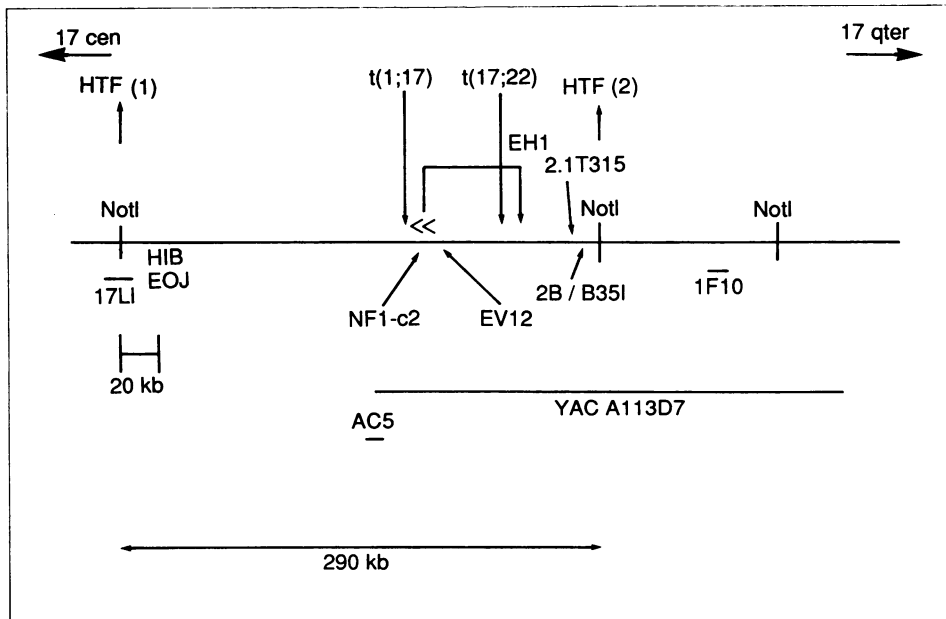 17 cen
17 qter
HTF (1)
t(1;17)
t(17;22)
HTF (2)
EH1
2.1T315
NotI
<<
NotI
NotI
HIB
EOJ
17LI
2B / B35I
1F10
NF1-c2
EV12
20 kb
YAC A113D7
AC5
290 kb